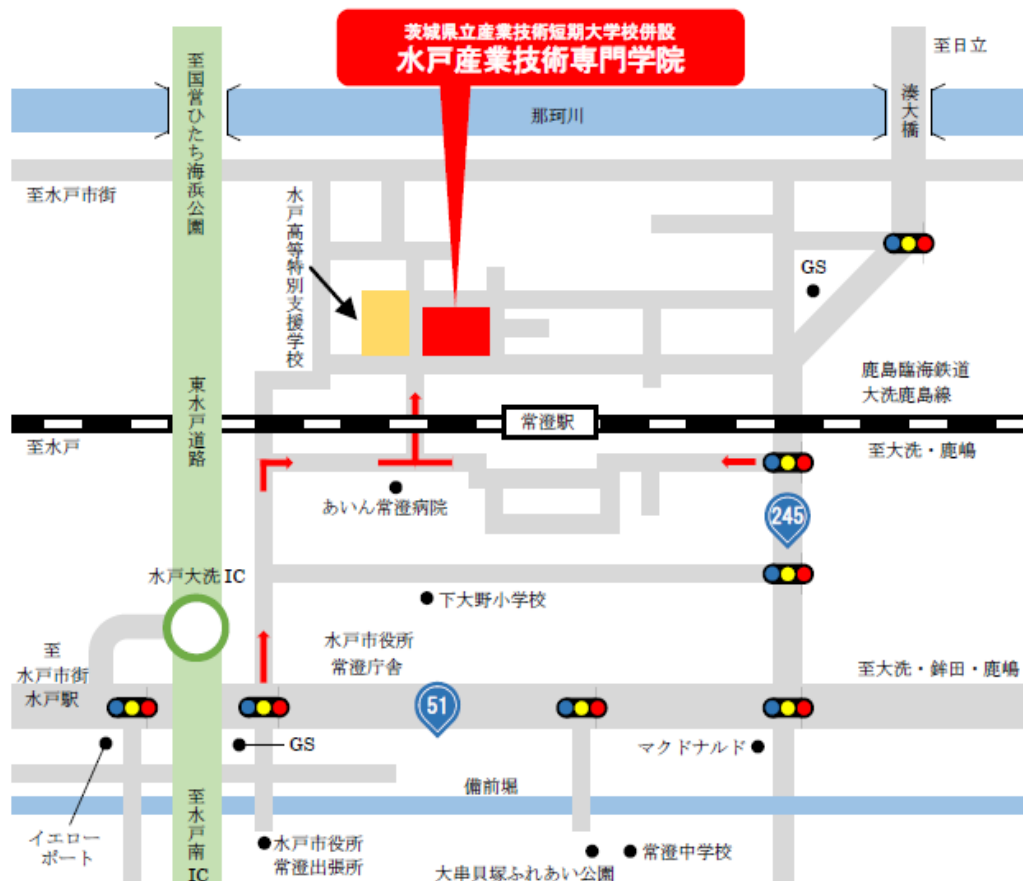 茨城県立産業技術短期大学校併設
水戸産業技術専門学院
至日立
至国営ひたち海浜公園
那珂川
湊大橋
至水戸市街
水戸高等特別支援学校
GS
東水戸道路
鹿島臨海鉄道
大洗鹿島線
常澄駅
至水戸
至大洗・鹿嶋
あいん常澄病院
245
水戸大洗IC
下大野小学校
至
水戸市街
水戸駅
水戸市役所
常澄庁舎
至大洗・鉾田・鹿嶋
51
GS
マクドナルド
備前堀
至水戸南IC
イエロー
ポート
水戸市役所
常澄出張所
常澄中学校
大串貝塚ふれあい公園